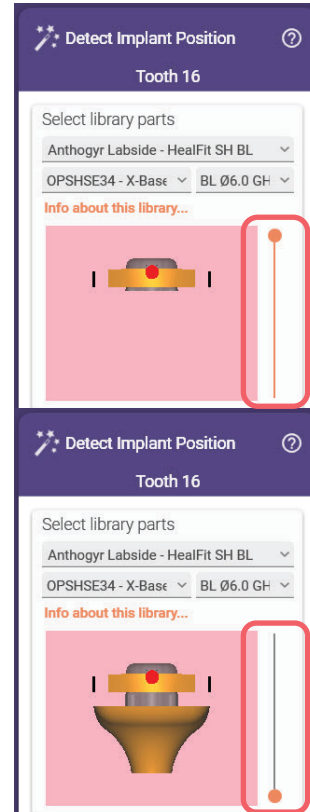 Detect Implant Position ?
Tooth 16
Select library parts
Anthogyr Labside - HealFit SH BL
OPSHSE34 - X-Base BL Ø6.0 GH
Info about this library...
Detect Implant Position ?
Tooth 16
Select library parts
Anthogyr Labside - HealFit SH BL
OPSHSE34 - X-Base BL Ø6.0 GH
Info about this library...